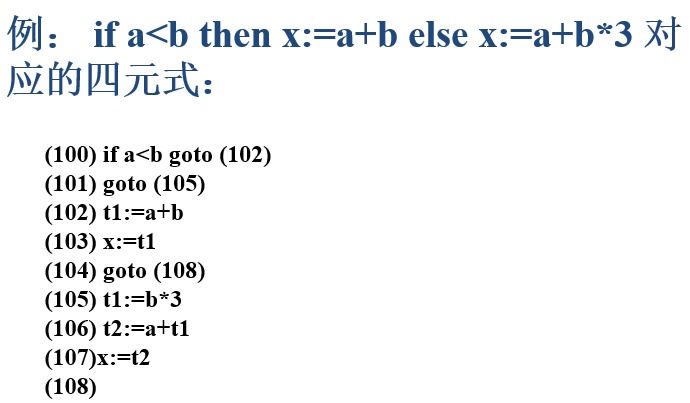 例： if a<b then x:=a+b else x:=a+b*3 对
应的四元式：
(100) if a<b goto (102)
(101) goto (105)
(102) t1:=a+b
(103) x:=t1
(104) goto (108)
(105) t1:=b*3
(106) t2:=a+t1
(107)x:=t2
(108)